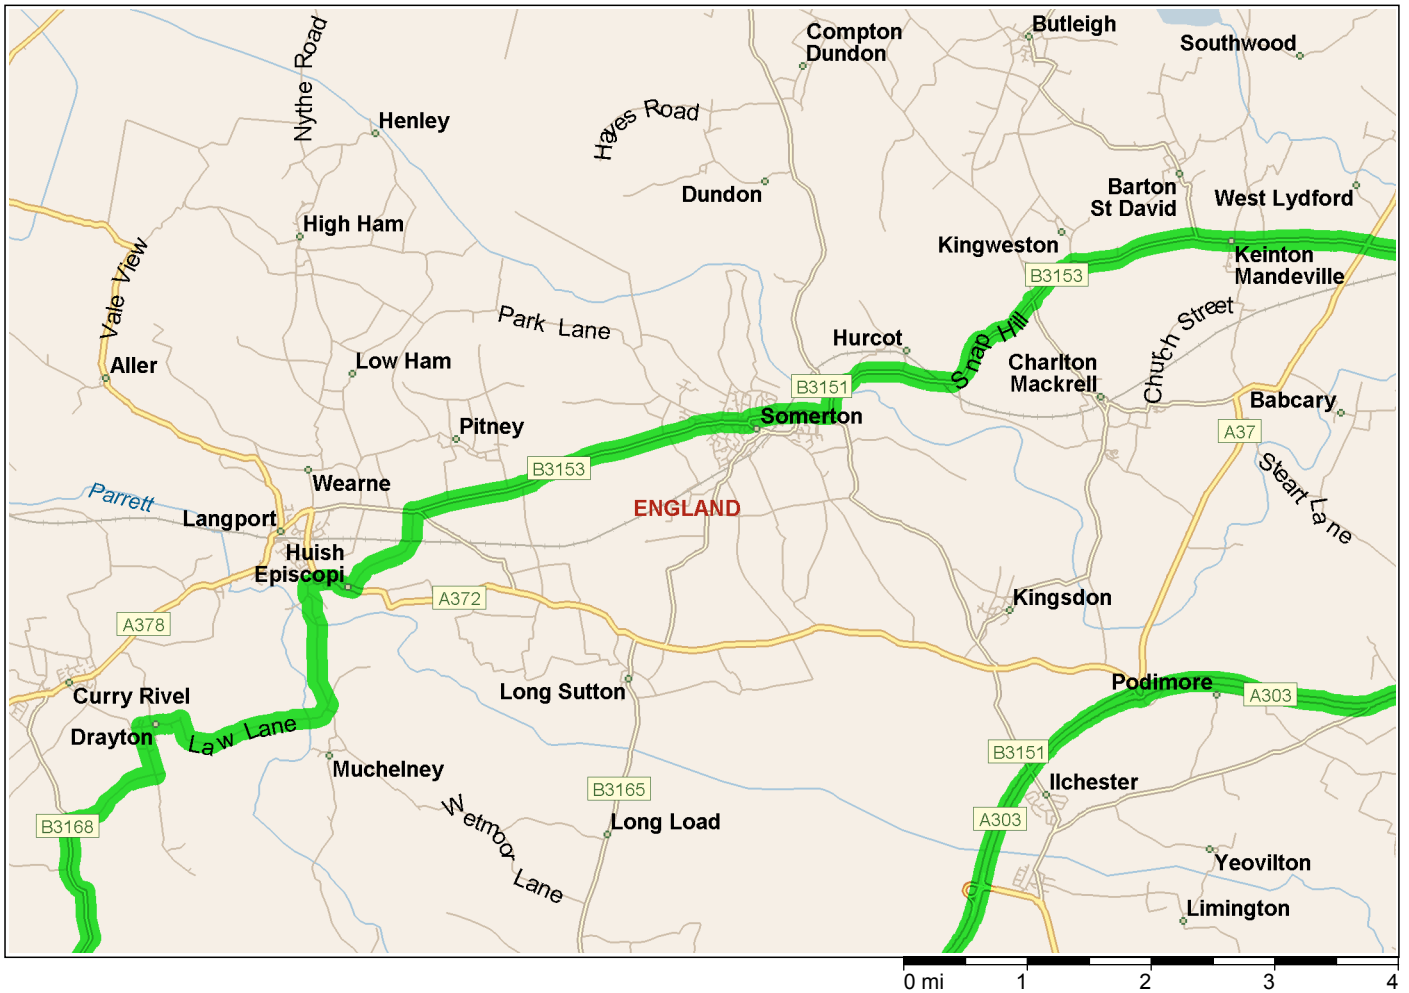 Butleigh
Compton
Dundon
Southwood
Nythe Road
Henley
Hayes Road
Dundon
Barton
St David
West Lydford
High Ham
Kingweston
Keinton
Mandeville
B3153
Vale View
Park Lane
Church Street
Snap Hill
Hurcot
Aller
Low Ham
Charlton
Mackrell
B3151
Somerton
Babcary
Pitney
A37
B3153
Wearne
Steart Lane
Parrett
ENGLAND
Langport
Huish
Episcopi
A372
Kingsdon
A378
Curry Rivel
Long Sutton
Podimore
A303
Drayton
Law Lane
B3151
Muchelney
Ilchester
B3165
Wetmoor Lane
Long Load
A303
B3168
Yeovilton
Limington
0 mi 1 2 3 4